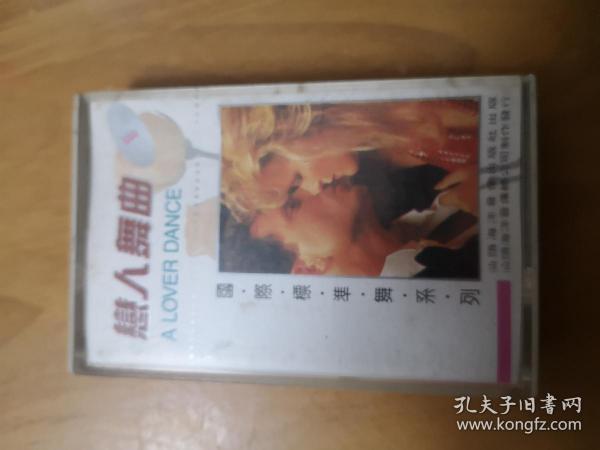 1
戀人舞曲
A LOVER DANCE
國·際·標·準·舞·系·列
孔夫子旧书网
www.kongfz.com